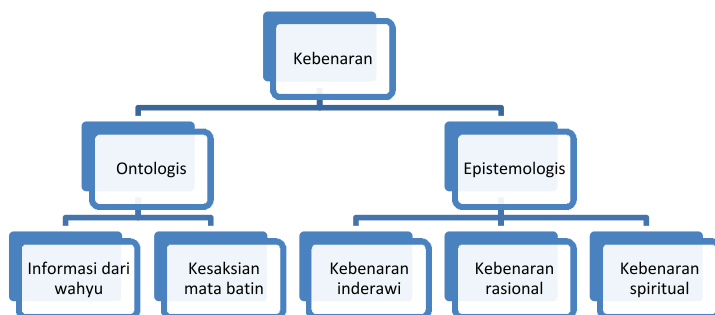 Kebenaran
Ontologis
Epistemologis
Informasi dari
wahyu
Kesaksian
mata batin
Kebenaran
inderawi
Kebenaran
rasional
Kebenaran
spiritual